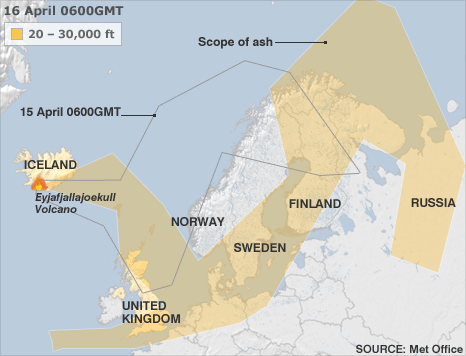 16 April 0600GMT
20 – 30,000 ft
Scope of ash
15 April 0600GMT
ICELAND
Eyjafjallajoekull
Volcano
NORWAY
FINLAND
RUSSIA
SWEDEN
UNITED
KINGDOM
SOURCE: Met Office